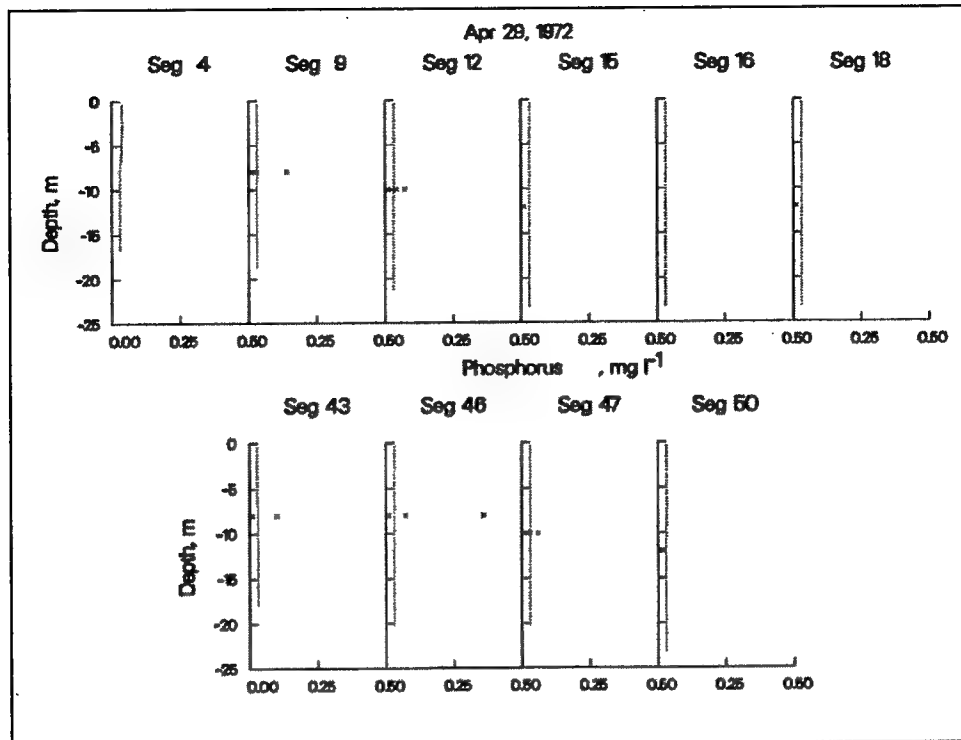 Apr 29, 1972
Seg 4 Seg 9 Seg 12 Seg 15 Seg 16 Seg 18
0
-5
-10
-15
-20
-25
Depth, m
0.00 0.25 0.50 0.25 0.50 0.25 0.50 0.25 0.50 0.25 0.50 0.25 0.50
Phosphorus , mg l⁻¹
Seg 43 Seg 46 Seg 47 Seg 50
0
-5
-10
-15
-20
-25
Depth, m
0.00 0.25 0.50 0.25 0.50 0.25 0.50 0.25 0.50